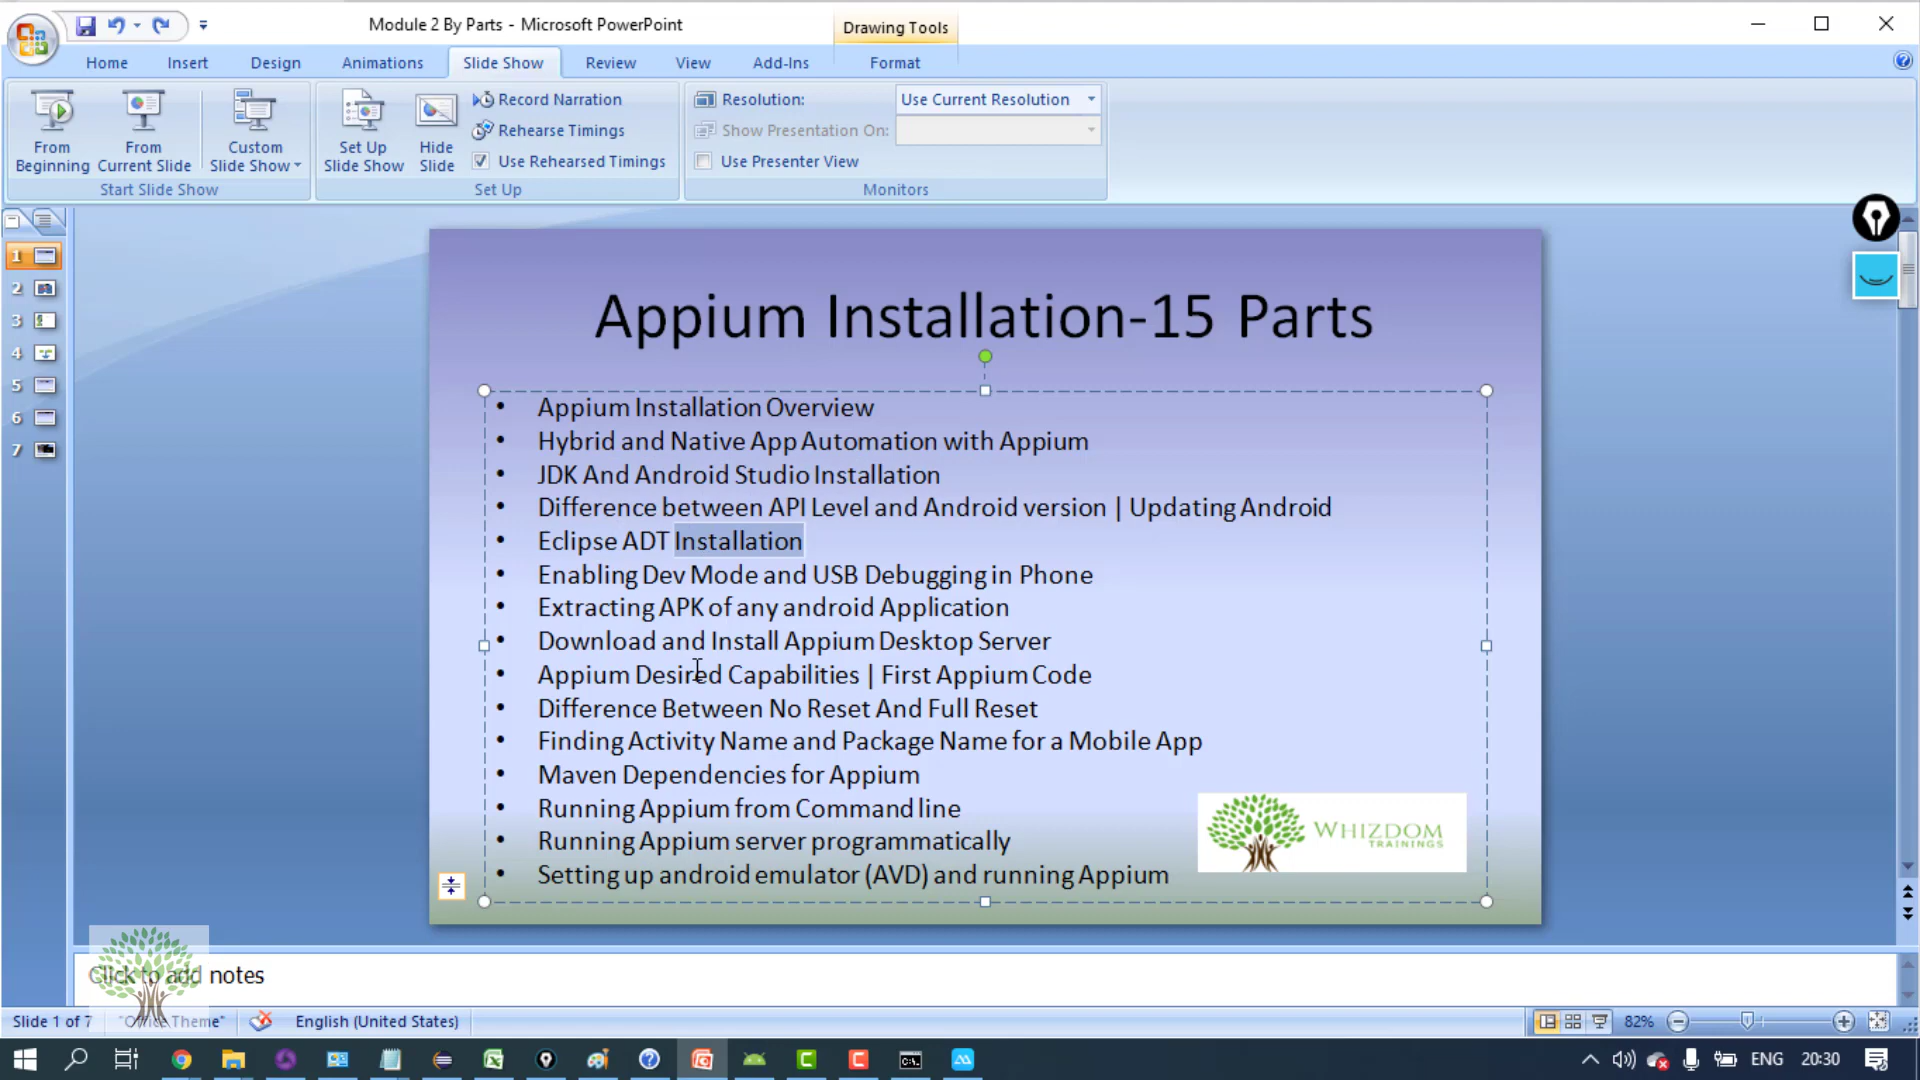 Module 2 By Parts - Microsoft PowerPoint
Drawing Tools
Home Insert Design Animations Slide Show Review View Add-Ins Format
From Beginning
From Current Slide
Custom Slide Show
Start Slide Show
Set Up Slide Show
Hide Slide
Record Narration
Rehearse Timings
Use Rehearsed Timings
Set Up
Resolution: Use Current Resolution
Show Presentation On:
Use Presenter View
Monitors
1
2
3
4
5
6
7
Appium Installation-15 Parts
• Appium Installation Overview
• Hybrid and Native App Automation with Appium
• JDK And Android Studio Installation
• Difference between API Level and Android version | Updating Android
• Eclipse ADT Installation
• Enabling Dev Mode and USB Debugging in Phone
• Extracting APK of any android Application
• Download and Install Appium Desktop Server
• Appium Desired Capabilities | First Appium Code
• Difference Between No Reset And Full Reset
• Finding Activity Name and Package Name for a Mobile App
• Maven Dependencies for Appium
• Running Appium from Command line
• Running Appium server programmatically
• Setting up android emulator (AVD) and running Appium
WHIZDOM
TRAININGS
Click to add notes
Slide 1 of 7 "Office Theme" English (United States) 82%
ENG 20:30